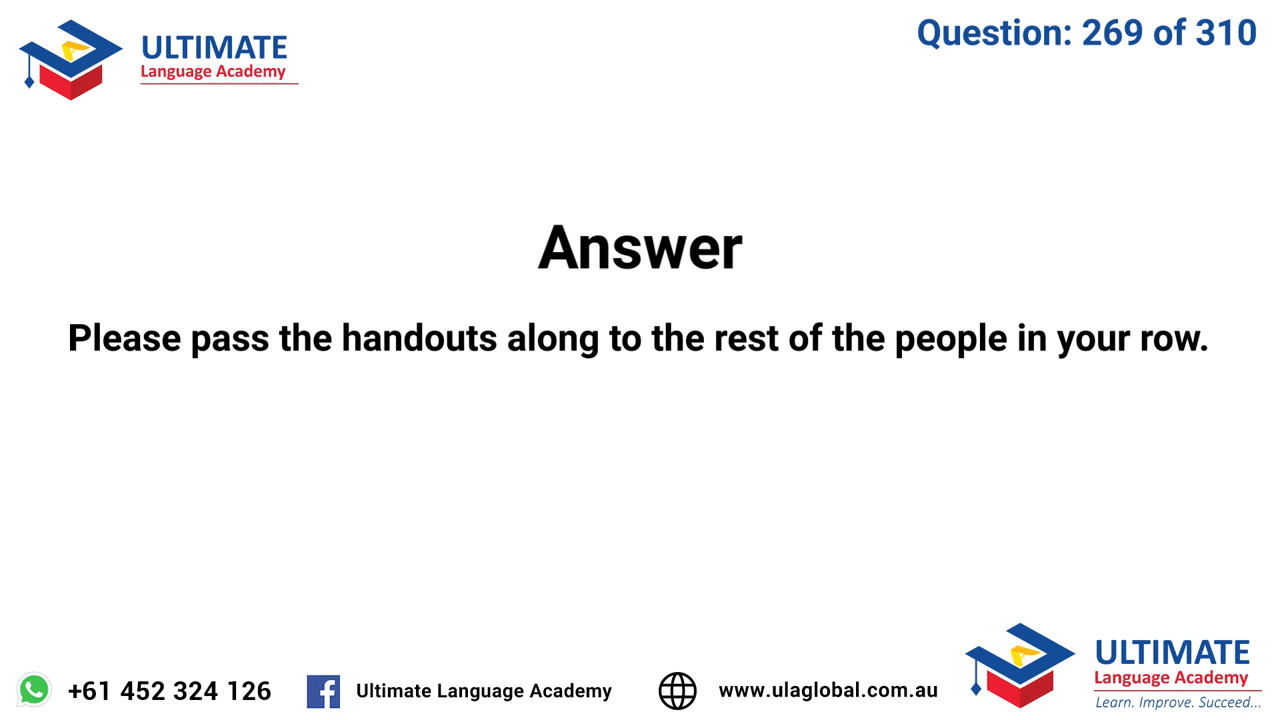 ULTIMATE
Language Academy
Question: 269 of 310
Answer
Please pass the handouts along to the rest of the people in your row.
+61 452 324 126
Ultimate Language Academy
www.ulaglobal.com.au
ULTIMATE
Language Academy
Learn. Improve. Succeed...